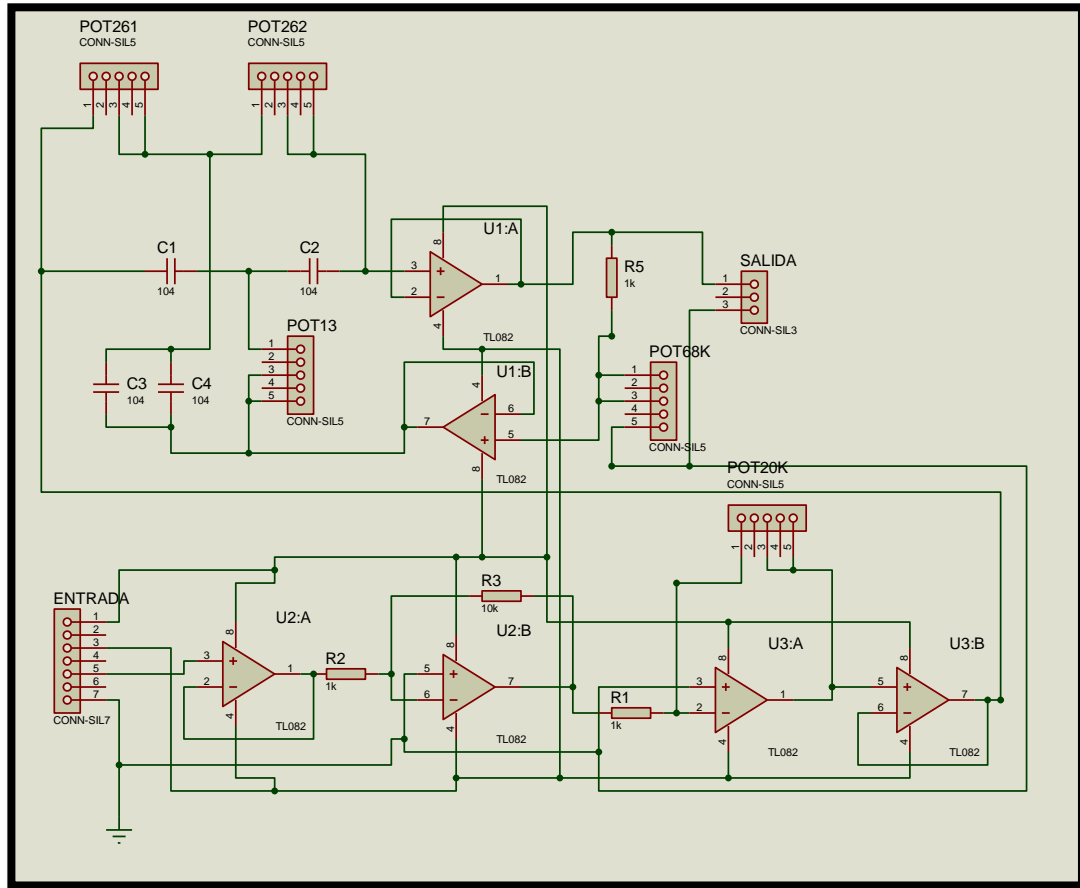 POT261
CONN-SIL5
1 2 3 4 5
POT262
CONN-SIL5
1 2 3 4 5
C1
104
C2
104
U1:A
8
3
2
1
4
TL082
R5
1k
SALIDA
1
2
3
CONN-SIL3
POT13
1
2
3
4
5
CONN-SIL5
C3
104
C4
104
U1:B
4
6
5
7
8
TL082
POT68K
1
2
3
4
5
CONN-SIL5
POT20K
CONN-SIL5
1 2 3 4 5
ENTRADA
1
2
3
4
5
6
7
CONN-SIL7
U2:A
8
3
2
1
4
TL082
R2
1k
R3
10k
U2:B
8
5
6
7
4
TL082
R1
1k
U3:A
8
3
2
1
4
TL082
U3:B
8
5
6
7
4
TL082